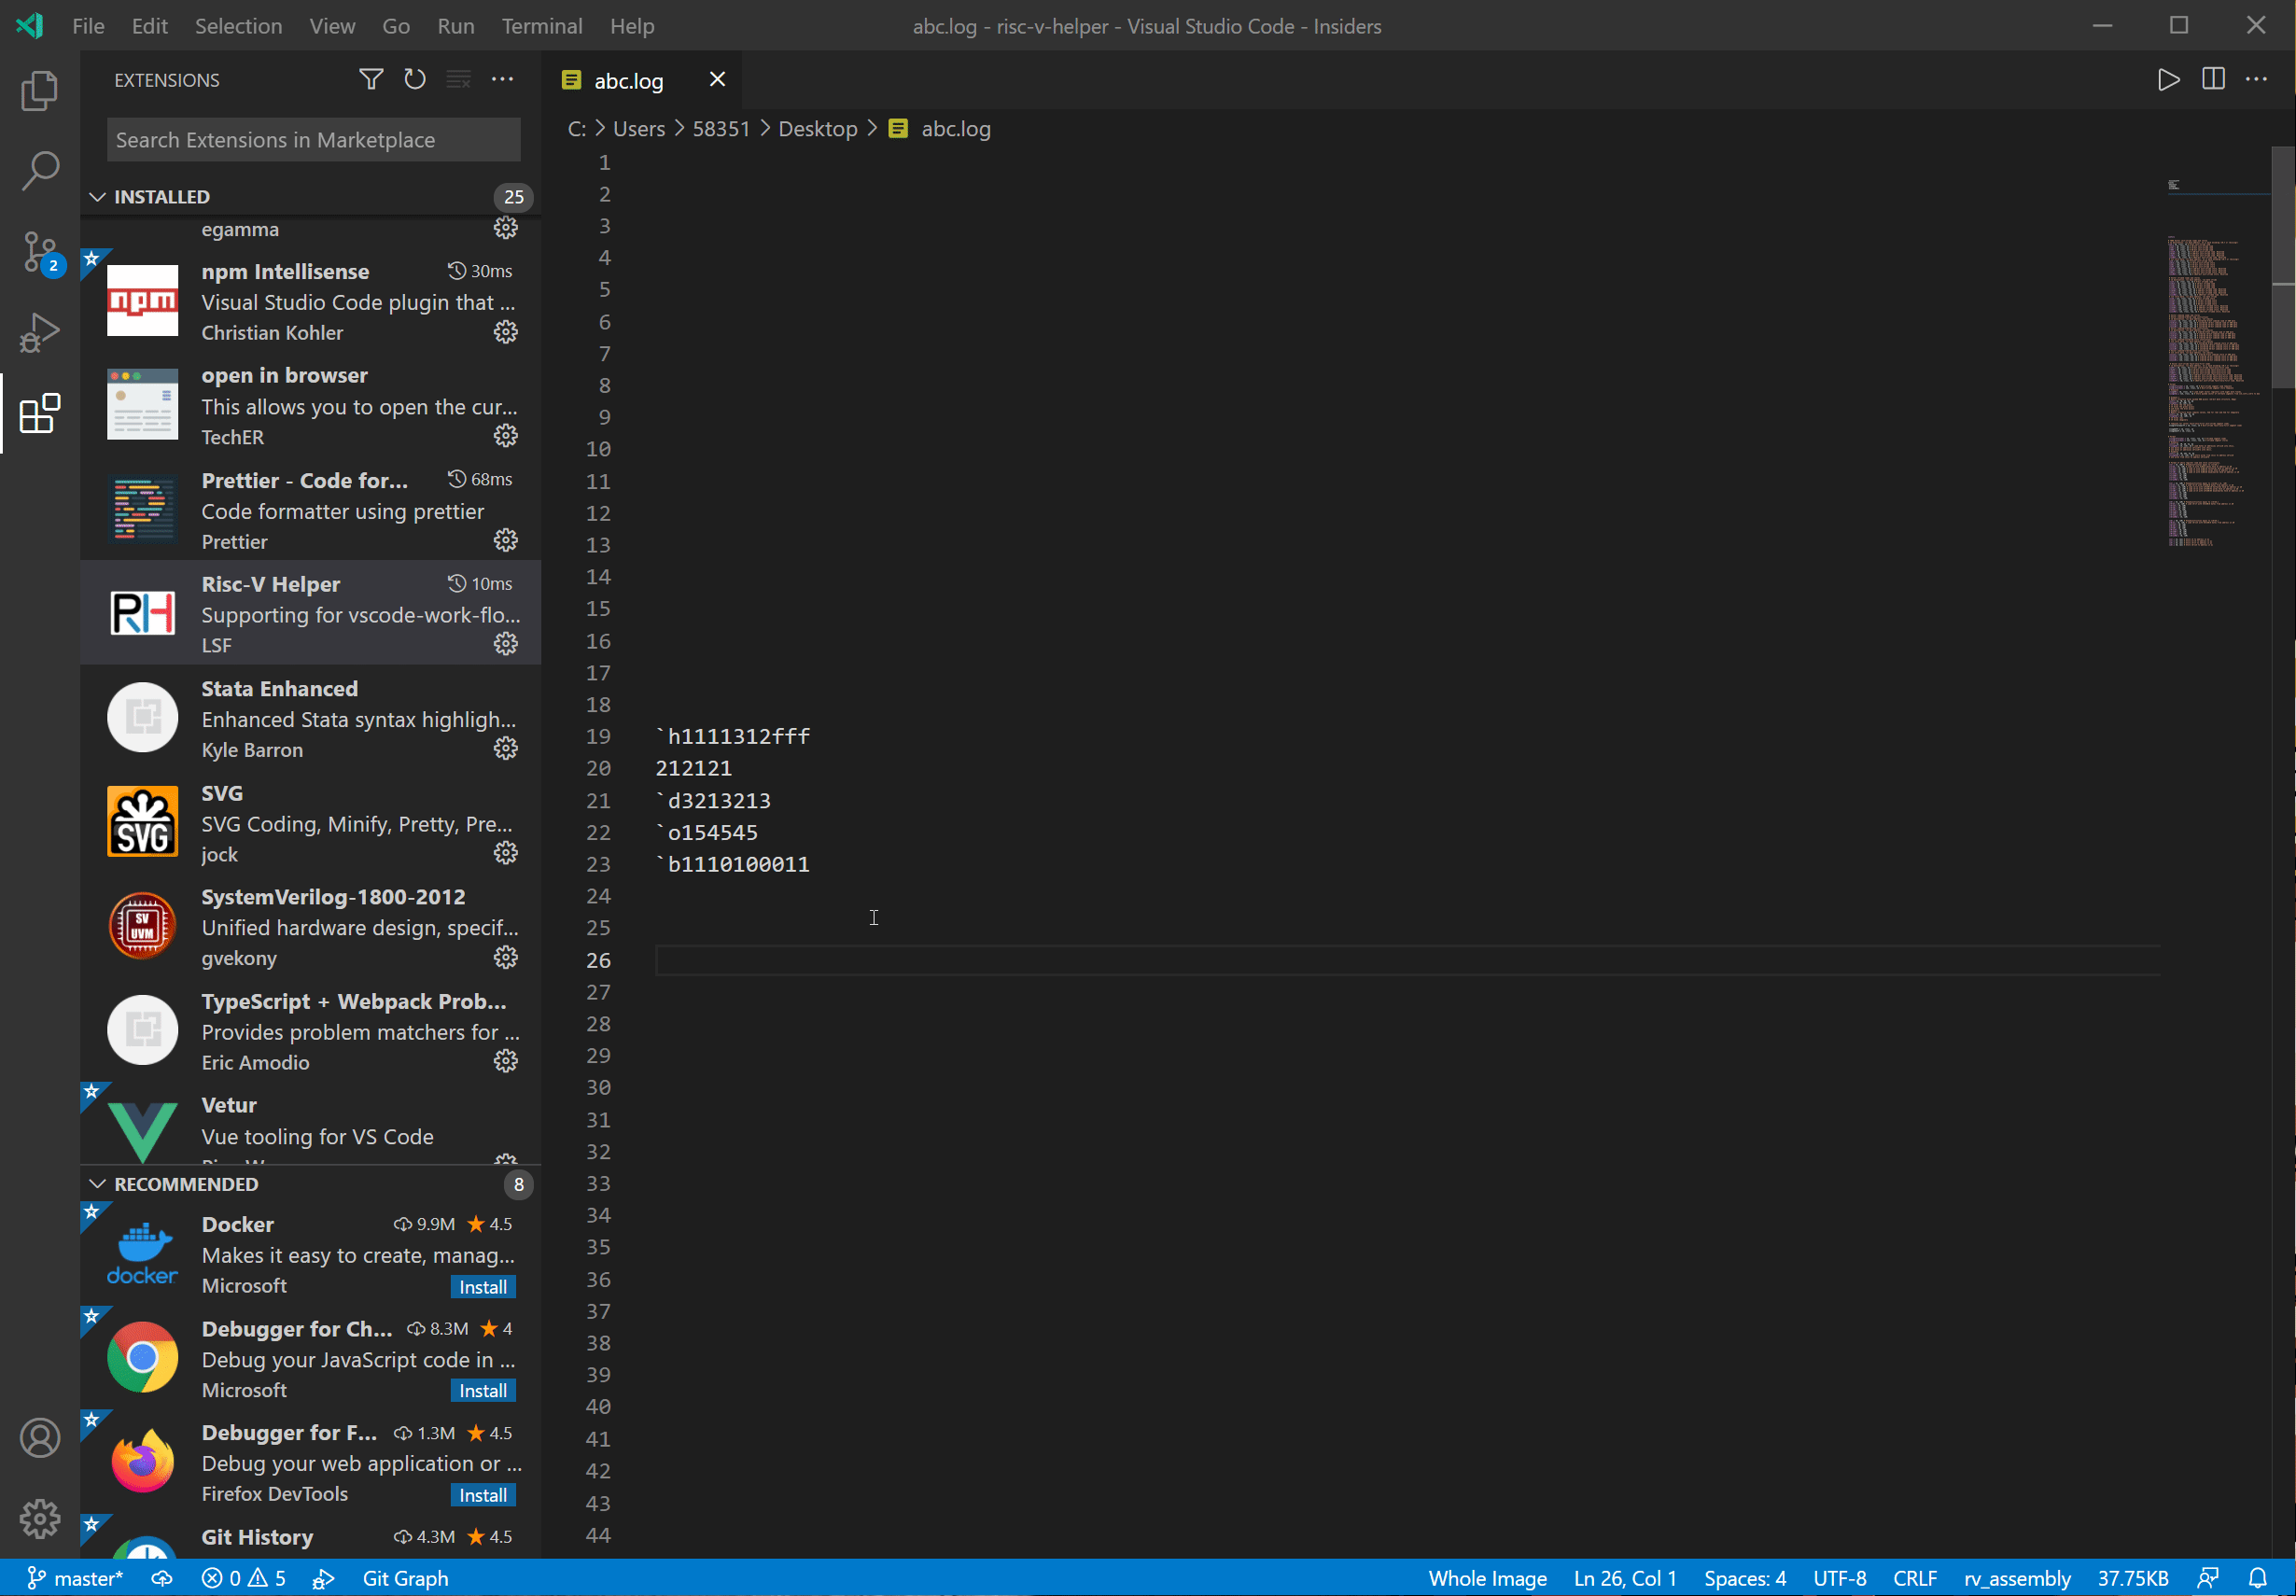 File Edit Selection View Go Run Terminal Help
abc.log - risc-v-helper - Visual Studio Code - Insiders
EXTENSIONS
Search Extensions in Marketplace
INSTALLED 25
egamma
npm Intellisense 30ms
Visual Studio Code plugin that ...
Christian Kohler
npm
open in browser
This allows you to open the cur...
TechER
Prettier - Code for... 68ms
Code formatter using prettier
Prettier
Risc-V Helper 10ms
Supporting for vscode-work-flo...
LSF
RH
Stata Enhanced
Enhanced Stata syntax highligh...
Kyle Barron
SVG
SVG Coding, Minify, Pretty, Pre...
jock
SVG
SystemVerilog-1800-2012
Unified hardware design, specif...
gvekony
SV
UVM
TypeScript + Webpack Prob...
Provides problem matchers for ...
Eric Amodio
Vetur
Vue tooling for VS Code
RECOMMENDED 8
Docker 9.9M 4.5
Makes it easy to create, manag...
Microsoft Install
docker
Debugger for Ch... 8.3M 4
Debug your JavaScript code in ...
Microsoft Install
Debugger for F... 1.3M 4.5
Debug your web application or ...
Firefox DevTools Install
Git History 4.3M 4.5
2
abc.log
C: > Users > 58351 > Desktop > abc.log
1
2
3
4
5
6
7
8
9
10
11
12
13
14
15
16
17
18
19 `h1111312fff
20 212121
21 `d3213213
22 `o154545
23 `b1110100011
24
25
26
27
28
29
30
31
32
33
34
35
36
37
38
39
40
41
42
43
44
master* 0 5 Git Graph
Whole Image Ln 26, Col 1 Spaces: 4 UTF-8 CRLF rv_assembly 37.75KB